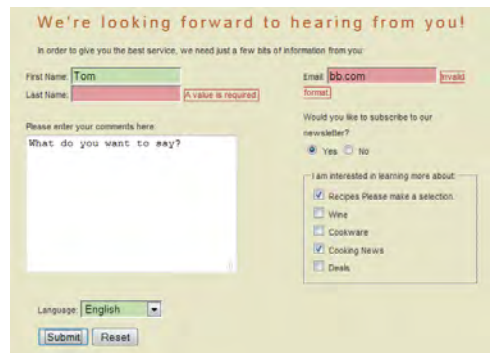 We're looking forward to hearing from you!
In order to give you the best service, we need just a few bits of information from you:
First Name: Tom
Last Name: A value is required.
Email: bb.com Invalid
format.
Please enter your comments here
What do you want to say?
Would you like to subscribe to our
newsletter?
Yes No
I am interested in learning more about:
Recipes Please make a selection.
Wine
Cookware
Cooking News
Deals
Language: English
Submit Reset